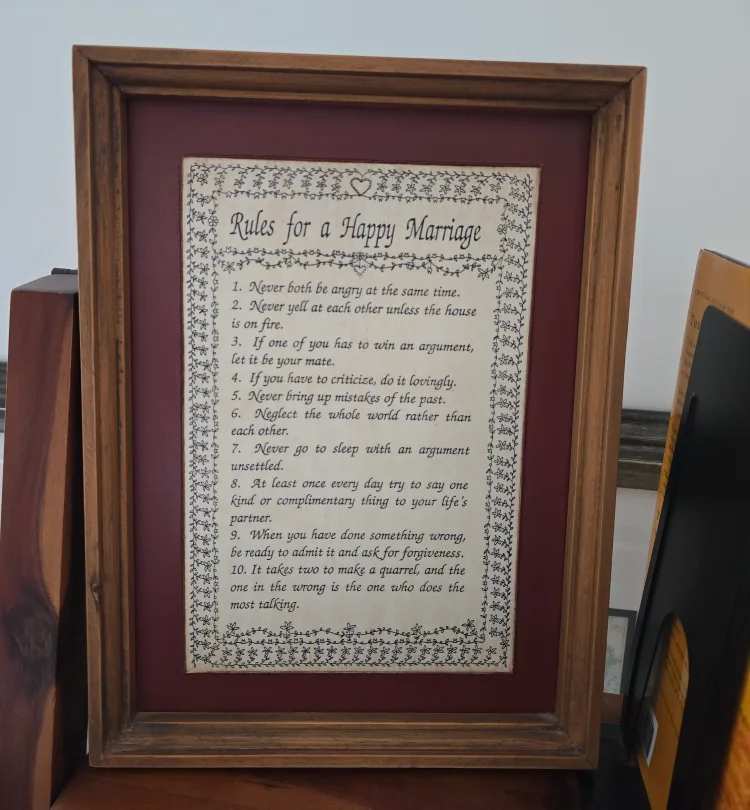 Rules for a Happy Marriage
1. Never both be angry at the same time.
2. Never yell at each other unless the house
is on fire.
3. If one of you has to win an argument,
let it be your mate.
4. If you have to criticize, do it lovingly.
5. Never bring up mistakes of the past.
6. Neglect the whole world rather than
each other.
7. Never go to sleep with an argument
unsettled.
8. At least once every day try to say one
kind or complimentary thing to your life's
partner.
9. When you have done something wrong,
be ready to admit it and ask for forgiveness.
10. It takes two to make a quarrel, and the
one in the wrong is the one who does the
most talking.